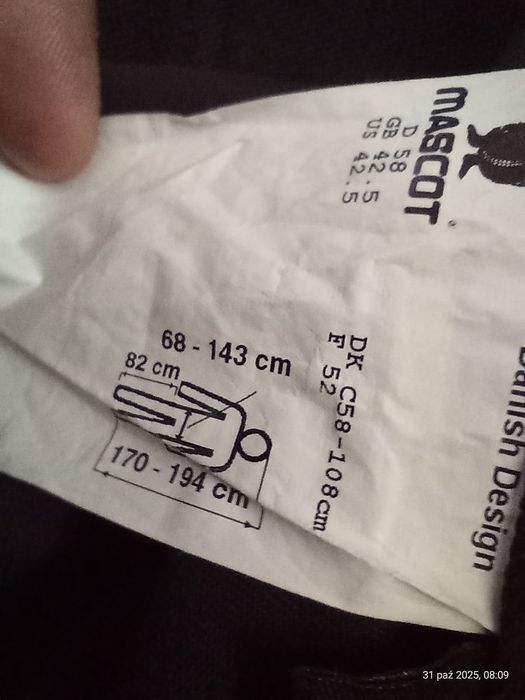 MASCOT®
D 58
GB 42.5
US 42.5
DK C58-108cm
F 52
68 - 143 cm
82 cm
170 - 194 cm
Danish Design
31 paź 2025, 08:09